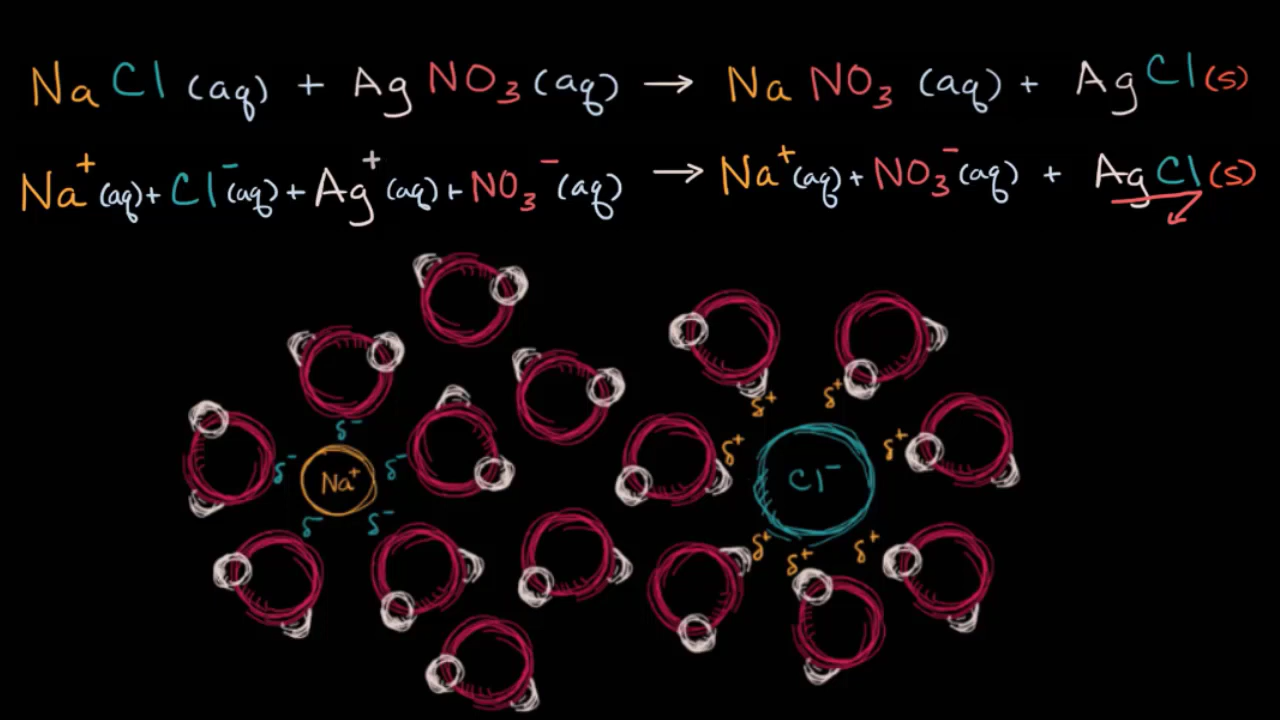 NaCl (aq) + AgNO₃ (aq) → NaNO₃ (aq) + AgCl (s)
Na⁺ (aq) + Cl⁻ (aq) + Ag⁺ (aq) + NO₃⁻ (aq) → Na⁺ (aq) + NO₃⁻ (aq) + AgCl (s)
δ⁺ δ⁺
δ⁻ δ⁺ δ⁺
δ⁻ Na⁺ δ⁻ Cl⁻
δ⁻ δ⁻ δ⁺ δ⁺ δ⁺